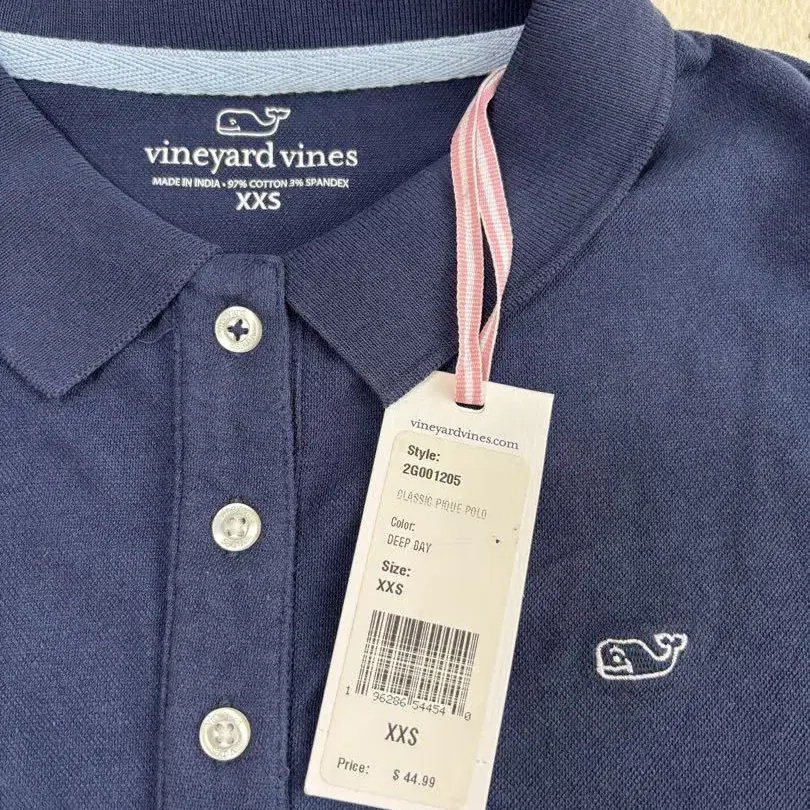 vineyard vines
MADE IN INDIA • 97% COTTON 3% SPANDEX
XXS
vineyardvines.com
Style:
2G001205
CLASSIC PIQUE POLO
Color:
DEEP BAY
Size:
XXS
1 96286 54454 0
XXS
Price: $ 44.99